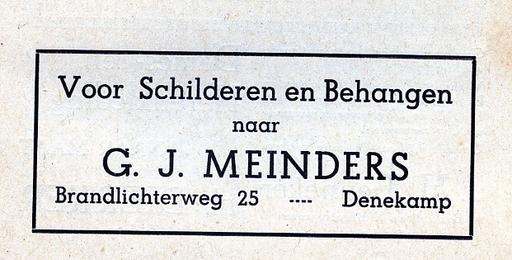 Voor Schilderen en Behangen
naar
G. J. MEINDERS
Brandlichterweg 25 ---- Denekamp